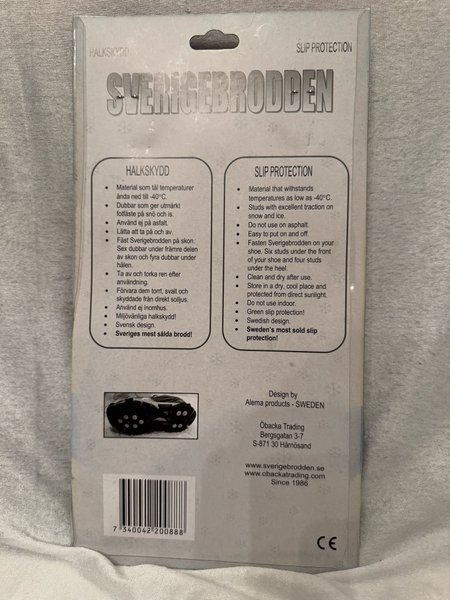 HALKSKYDD
SLIP PROTECTION
SVERIGEBRODDEN
HALKSKYDD
• Material som tål temperaturer
ända ned till -40°C.
• Dubbar som ger utmärkt
fotfäste på snö och is.
• Använd ej på asfalt.
• Lätta att ta på och av.
• Fäst Sverigebrodden på skon.
Sex dubbar under främre delen
av skon och fyra dubbar under
hälen.
• Ta av och torka ren efter
användning.
• Förvara dem torrt, svalt och
skyddade från direkt solljus.
• Använd ej inomhus.
• Miljövänliga halkskydd!
• Svensk design.
• Sveriges mest sålda brodd!
SLIP PROTECTION
• Material that withstands
temperatures as low as -40°C.
• Studs with excellent traction on
snow and ice.
• Do not use on asphalt.
• Easy to put on and off.
• Fasten Sverigebrodden on your
shoe. Six studs under the front
of your shoe and four studs
under the heel.
• Clean and dry after use.
• Store in a dry, cool place and
protected from direct sunlight.
• Do not use indoor.
• Green slip protection!
• Swedish design.
• Sweden's most sold slip
protection!
Design by
Alema products - SWEDEN
Öbacka Trading
Bergsgatan 3-7
S-871 30 Härnösand
www.sverigebrodden.se
www.obackatrading.com
Since 1986
7 340042 200888
CE